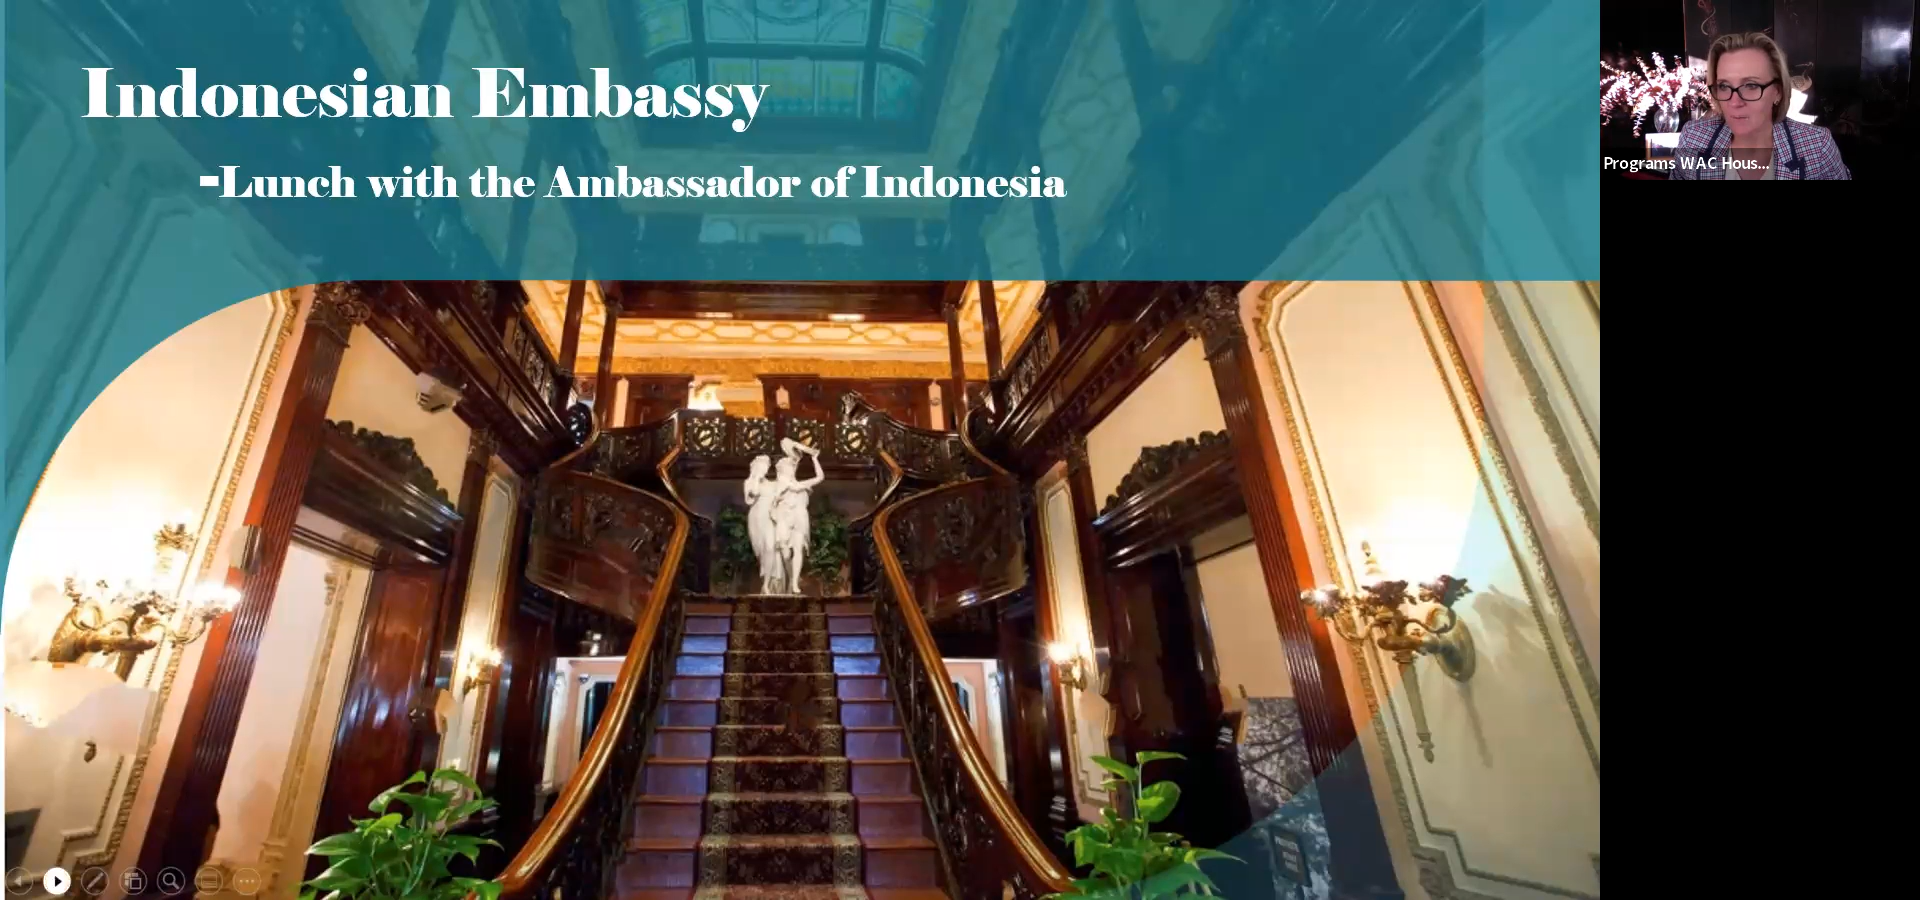 Indonesian Embassy
-Lunch with the Ambassador of Indonesia
Programs WAC Hous...